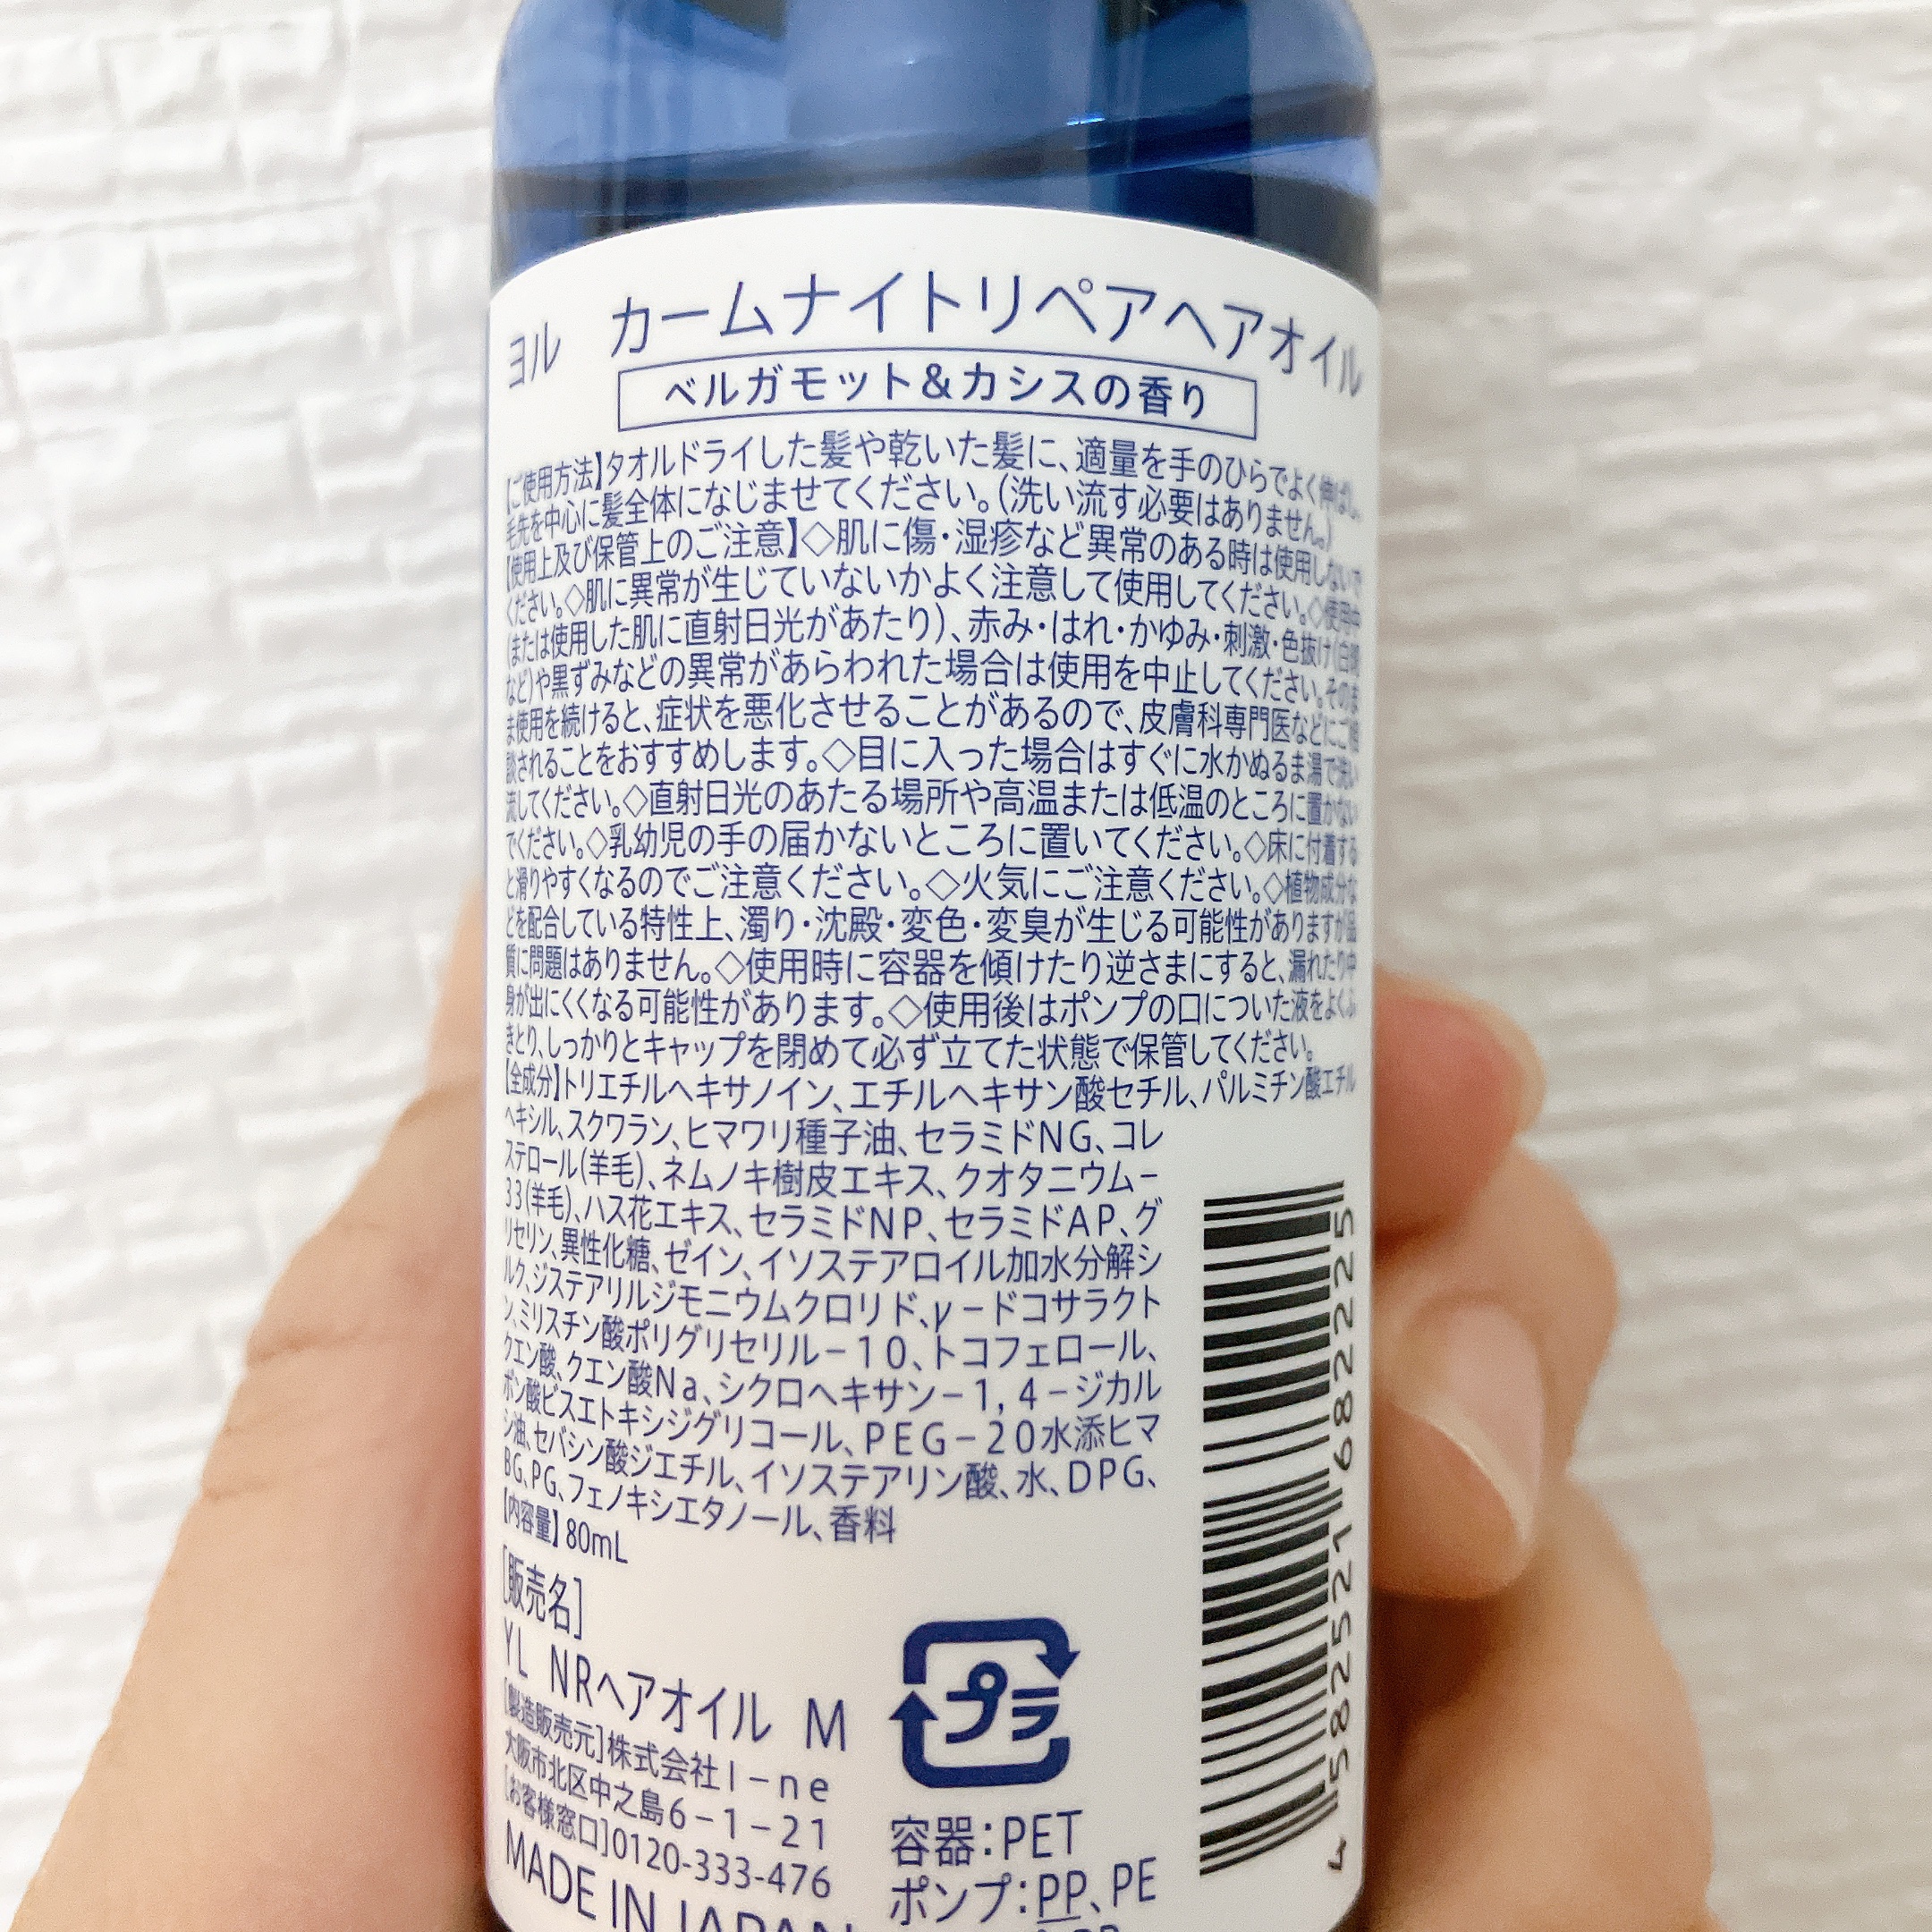 ヨル カームナイトリペアヘアオイル
ベルガモット&カシスの香り
【ご使用方法】タオルドライした髪や乾いた髪に、適量を手のひらでよく伸ばし、
毛先を中心に髪全体になじませてください。(洗い流す必要はありません。)
【使用上及び保管上のご注意】◇肌に傷・湿疹など異常のある時は使用しないで
ください。◇肌に異常が生じていないかよく注意して使用してください。◇使用中
(または使用した肌に直射日光があたり)、赤み・はれ・かゆみ・刺激・色抜け(白斑
など)や黒ずみなどの異常があらわれた場合は使用を中止してください。そのま
ま使用を続けると、症状を悪化させることがあるので、皮膚科専門医などにご相
談されることをおすすめします。◇目に入った場合はすぐに水かぬるま湯で洗い
流してください。◇直射日光のあたる場所や高温または低温のところに置かない
でください。◇乳幼児の手の届かないところに置いてください。◇床に付着する
と滑りやすくなるのでご注意ください。◇火気にご注意ください。◇植物成分な
どを配合している特性上、濁り・沈殿・変色・変臭が生じる可能性がありますが品
質に問題はありません。◇使用時に容器を傾けたり逆さまにすると、漏れたり中
身が出にくくなる可能性があります。◇使用後はポンプの口についた液をよくふ
きとり、しっかりとキャップを閉めて必ず立てた状態で保管してください。
【全成分】トリエチルヘキサノイン、エチルヘキサン酸セチル、パルミチン酸エチル
ヘキシル、スクワラン、ヒマワリ種子油、セラミドNG、コレ
ステロール(羊毛)、ネムノキ樹皮エキス、クオタニウム－
33(羊毛)、ハス花エキス、セラミドNP、セラミドAP、グ
リセリン、異性化糖、ゼイン、イソステアロイル加水分解シ
ルク、ジステアリルジモニウムクロリド、γ－ドコサラクト
ン、ミリスチン酸ポリグリセリル－10、トコフェロール、
クエン酸、クエン酸Na、シクロヘキサン－1,4－ジカル
ボン酸ビスエトキシジグリコール、PEG－20水添ヒマ
シ油、セバシン酸ジエチル、イソステアリン酸、水、DPG、
BG、PG、フェノキシエタノール、香料
【内容量】80mL
[販売名]
YL NRヘアオイル M
[製造販売元]株式会社I－ne
大阪市北区中之島6－1－21
[お客様窓口]0120-333-476
MADE IN JAPAN
プラ
容器:PET
ポンプ:PP、PE
4 582521 682225